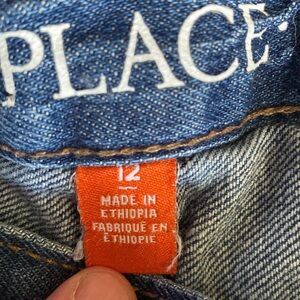 PLACE
12
MADE IN
ETHIOPIA
FABRIQUÉ EN
ÉTHIOPIE